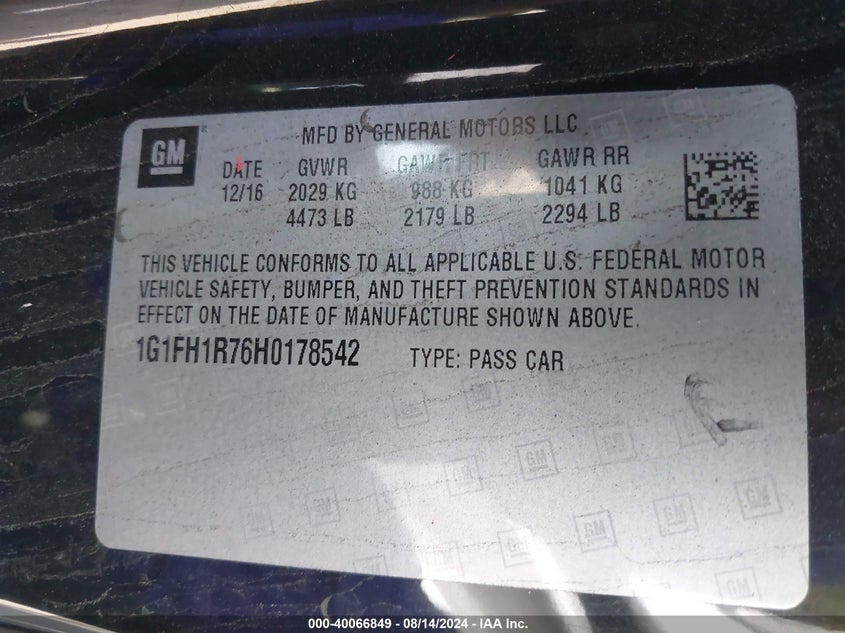 GM
MFD BY GENERAL MOTORS LLC
DATE GVWR GAWR FRT GAWR RR
12/16 2029 KG 988 KG 1041 KG
4473 LB 2179 LB 2294 LB
THIS VEHICLE CONFORMS TO ALL APPLICABLE U.S. FEDERAL MOTOR
VEHICLE SAFETY, BUMPER, AND THEFT PREVENTION STANDARDS IN
EFFECT ON THE DATE OF MANUFACTURE SHOWN ABOVE.
1G1FH1R76H0178542 TYPE: PASS CAR
000-40066849 - 08/14/2024 - IAA Inc.